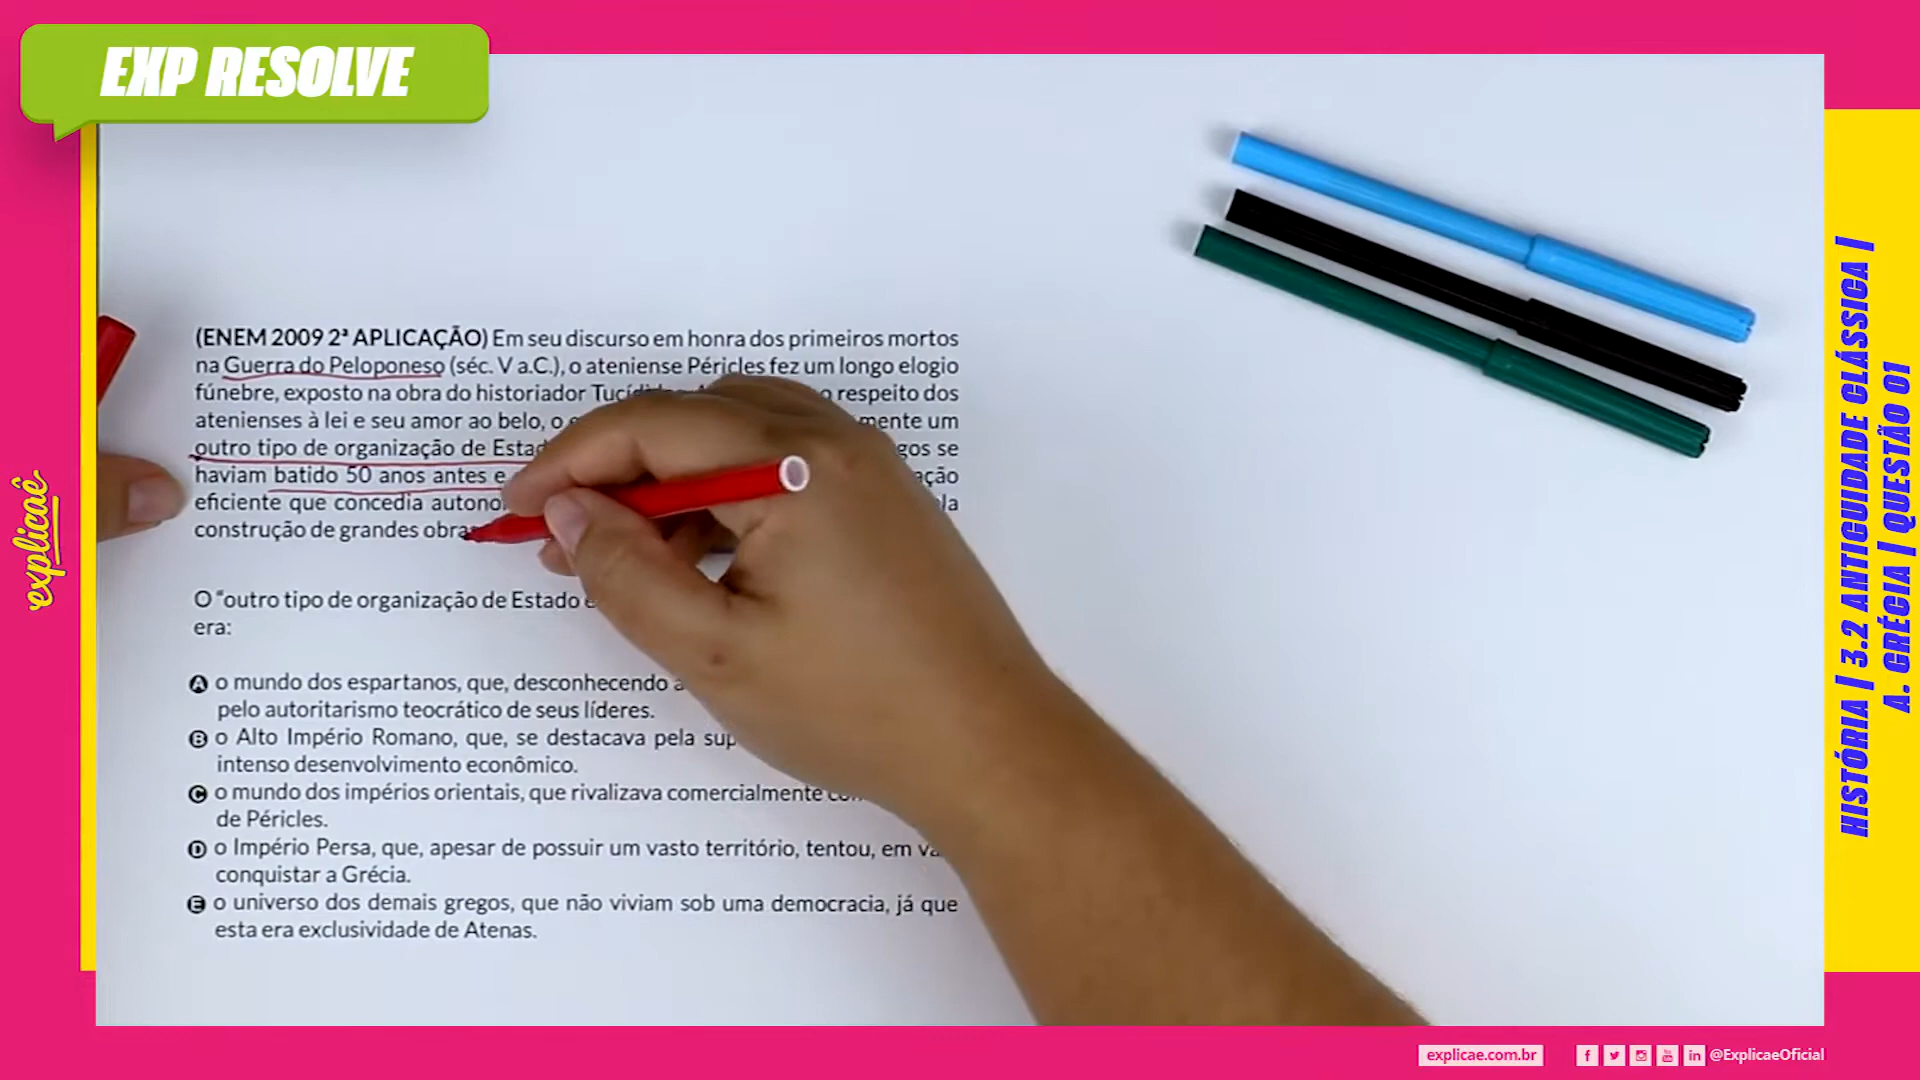 EXP RESOLVE
(ENEM 2009 2ª APLICAÇÃO) Em seu discurso em honra dos primeiros mortos
na Guerra do Peloponeso (séc. V a.C.), o ateniense Péricles fez um longo elogio
fúnebre, exposto na obra do historiador respeito dos
atenienses à lei e seu amor ao belo, o um
outro tipo de organização de se
haviam batido 50 anos antes e
eficiente que concedia
construção de grandes
O “outro tipo de organização de Estado
era:
A o mundo dos espartanos, que, desconhecendo
pelo autoritarismo teocrático de seus líderes.
B o Alto Império Romano, que, se destacava pela
intenso desenvolvimento econômico.
C o mundo dos impérios orientais, que rivalizava comercialmente
de Péricles.
D o Império Persa, que, apesar de possuir um vasto território, tentou, em
conquistar a Grécia.
E o universo dos demais gregos, que não viviam sob uma democracia, já que
esta era exclusividade de Atenas.
explicaê
HISTÓRIA | 3.2 ANTIGUIDADE CLÁSSICA |
A. GRÉCIA | QUESTÃO 01
explicae.com.br
@ExplicaeOficial